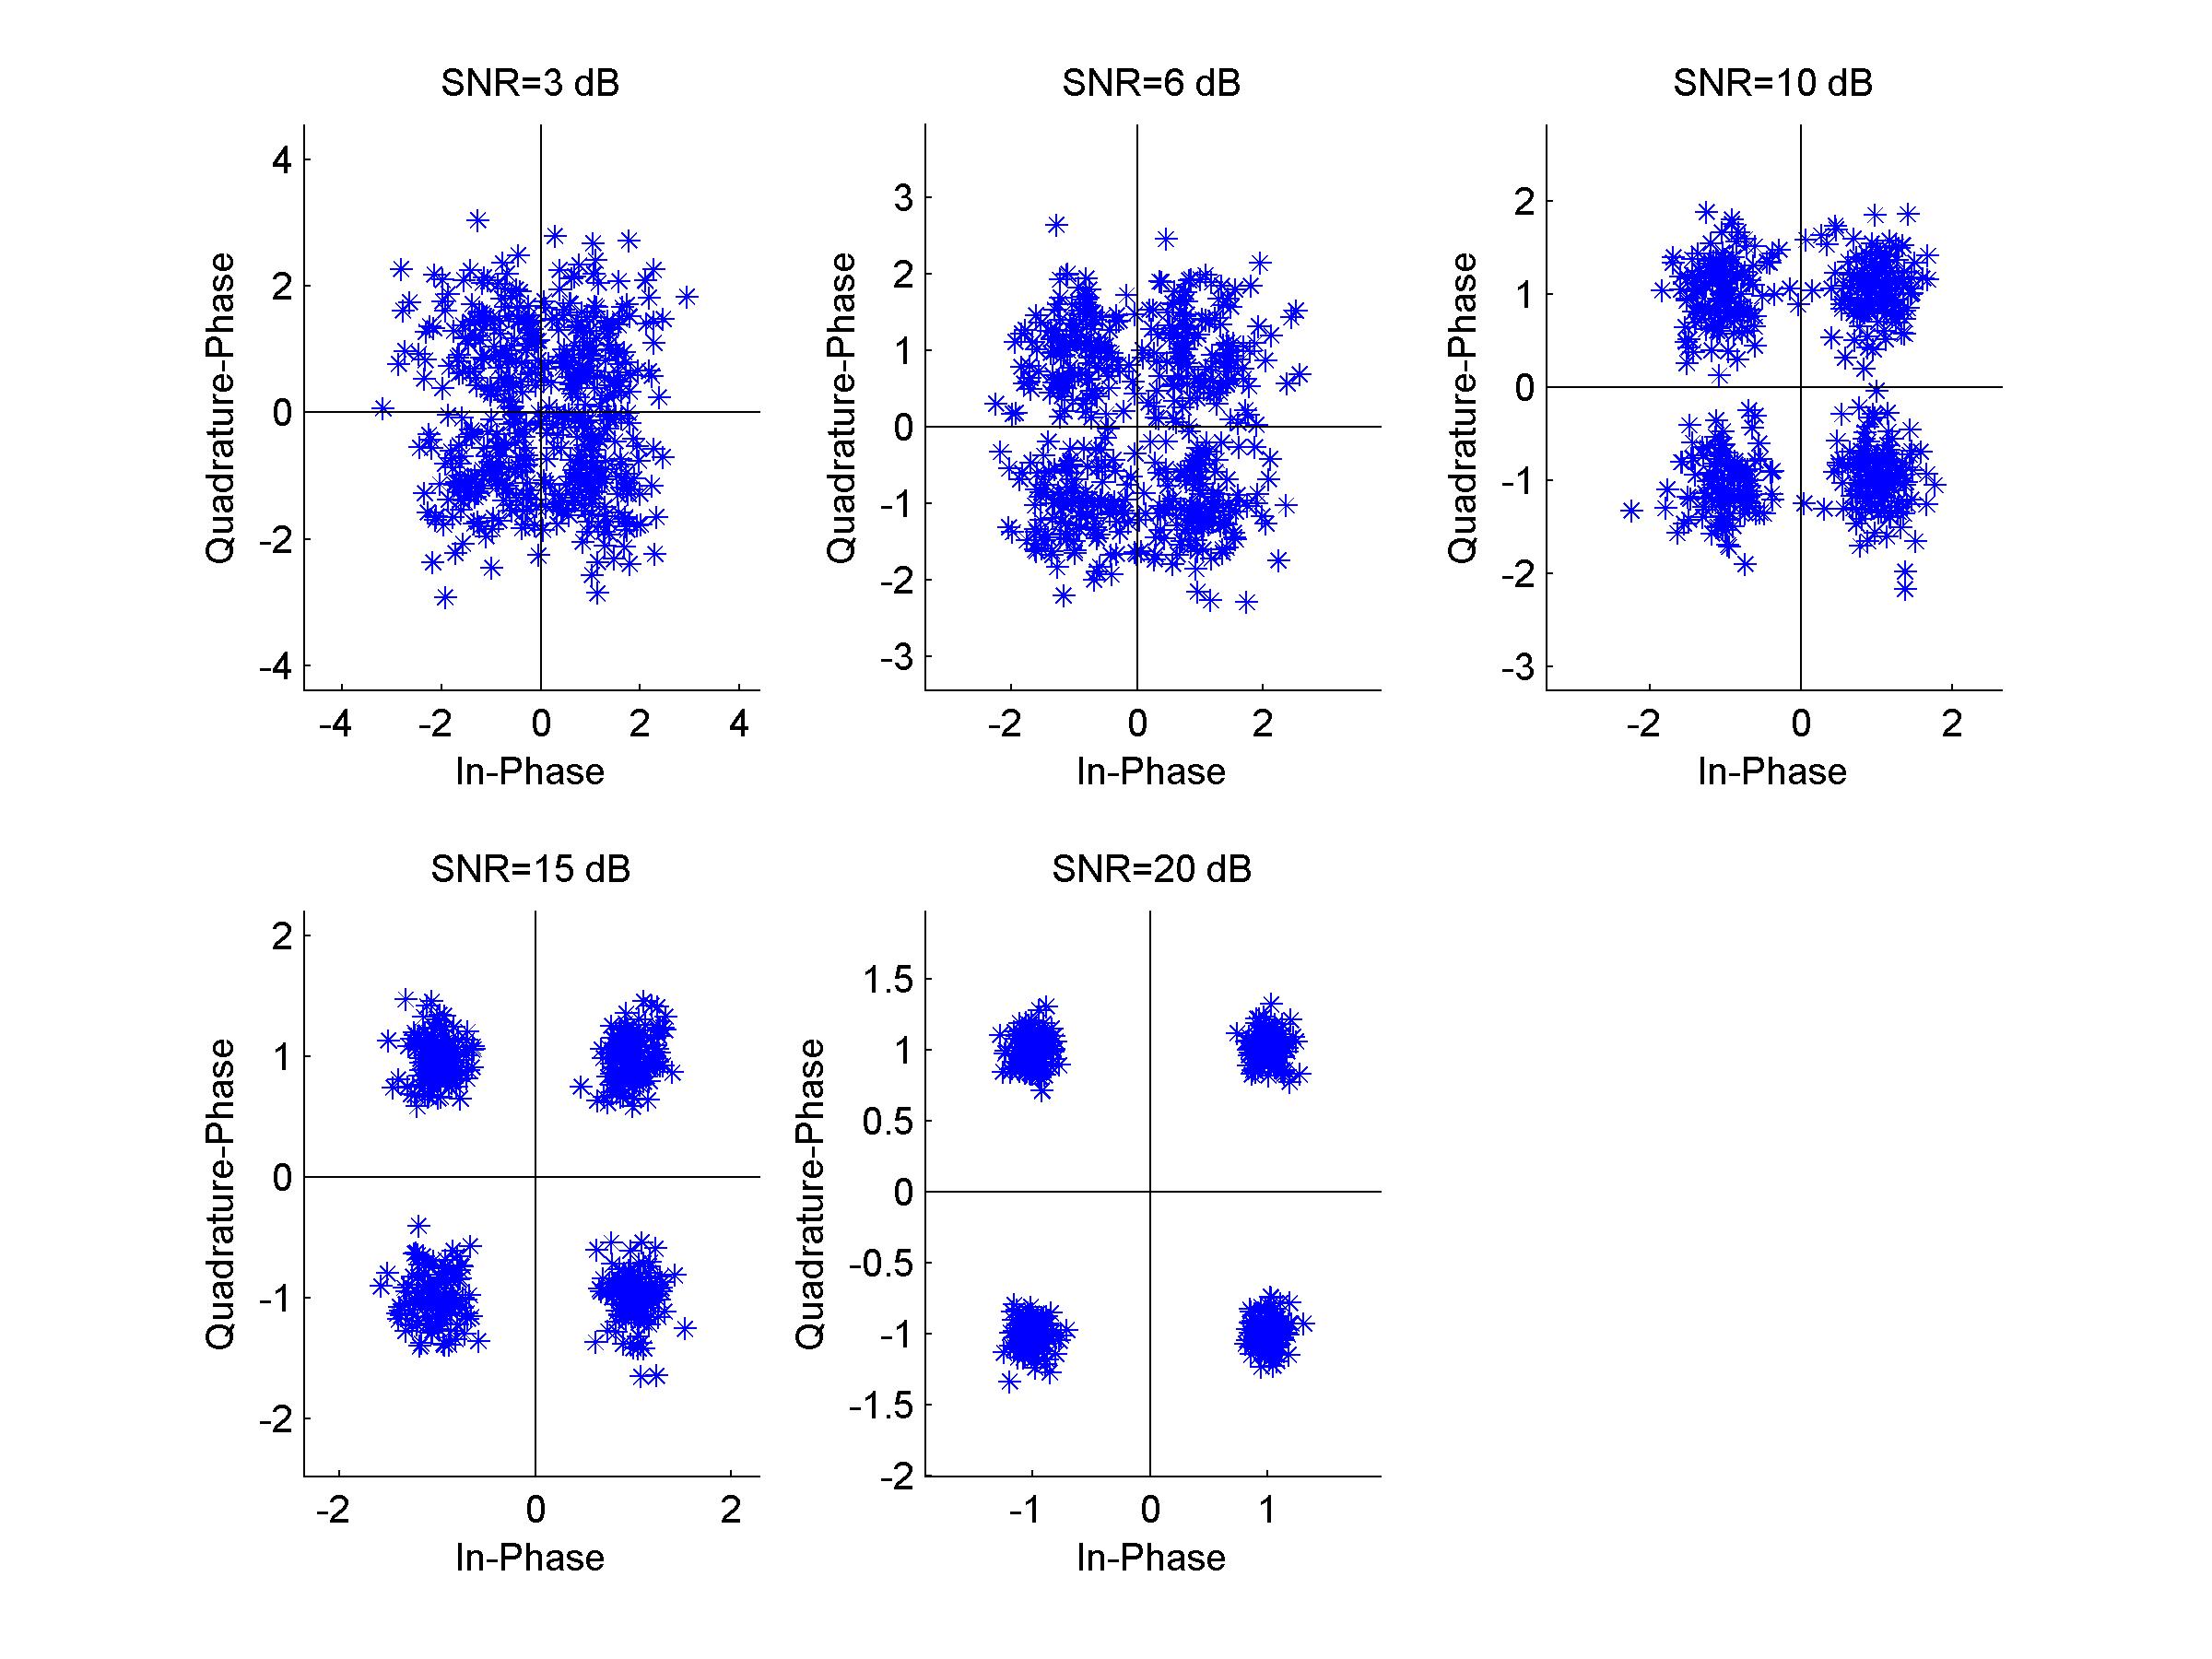 SNR=3 dB
4
2
0
-2
-4
Quadrature-Phase
-4 -2 0 2 4
In-Phase
SNR=6 dB
3
2
1
0
-1
-2
-3
Quadrature-Phase
-2 0 2
In-Phase
SNR=10 dB
2
1
0
-1
-2
-3
Quadrature-Phase
-2 0 2
In-Phase
SNR=15 dB
2
1
0
-1
-2
Quadrature-Phase
-2 0 2
In-Phase
SNR=20 dB
1.5
1
0.5
0
-0.5
-1
-1.5
-2
Quadrature-Phase
-1 0 1
In-Phase